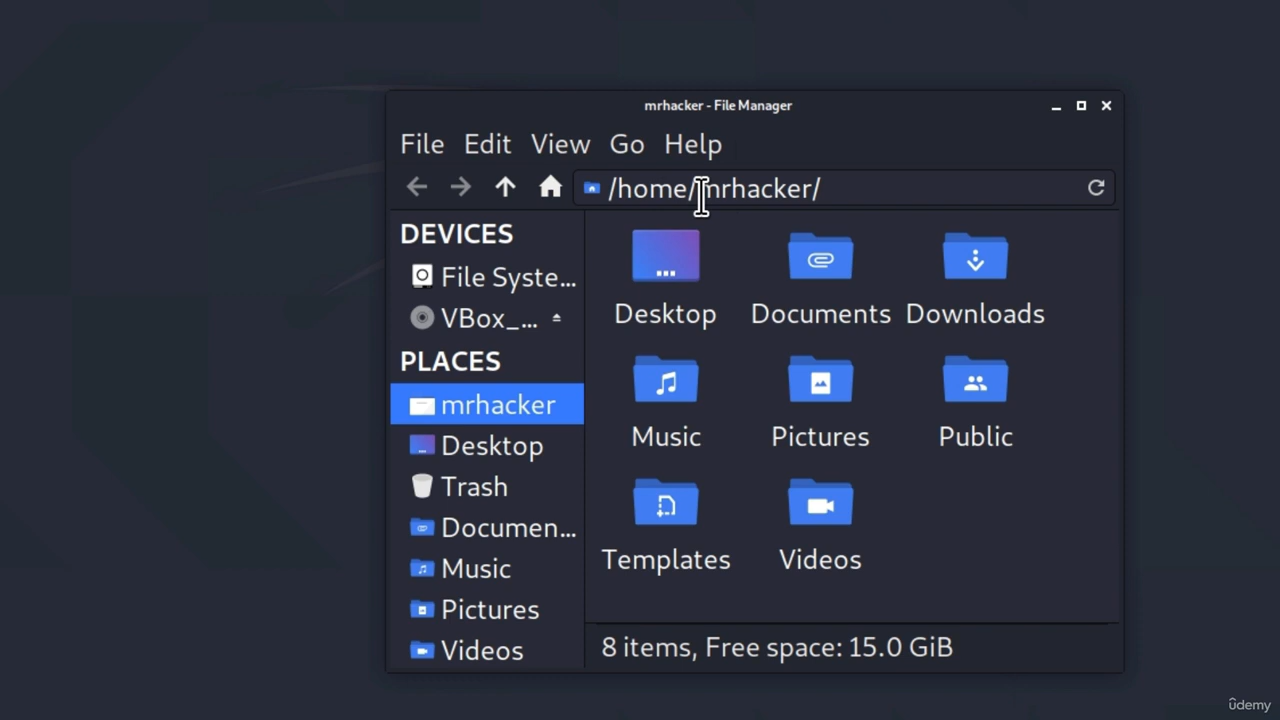 mrhacker - File Manager
File Edit View Go Help
/home/mrhacker/
DEVICES
File Syste...
VBox_...
PLACES
mrhacker
Desktop
Trash
Documen...
Music
Pictures
Videos
Desktop Documents Downloads
Music Pictures Public
Templates Videos
8 items, Free space: 15.0 GiB
ûdemy